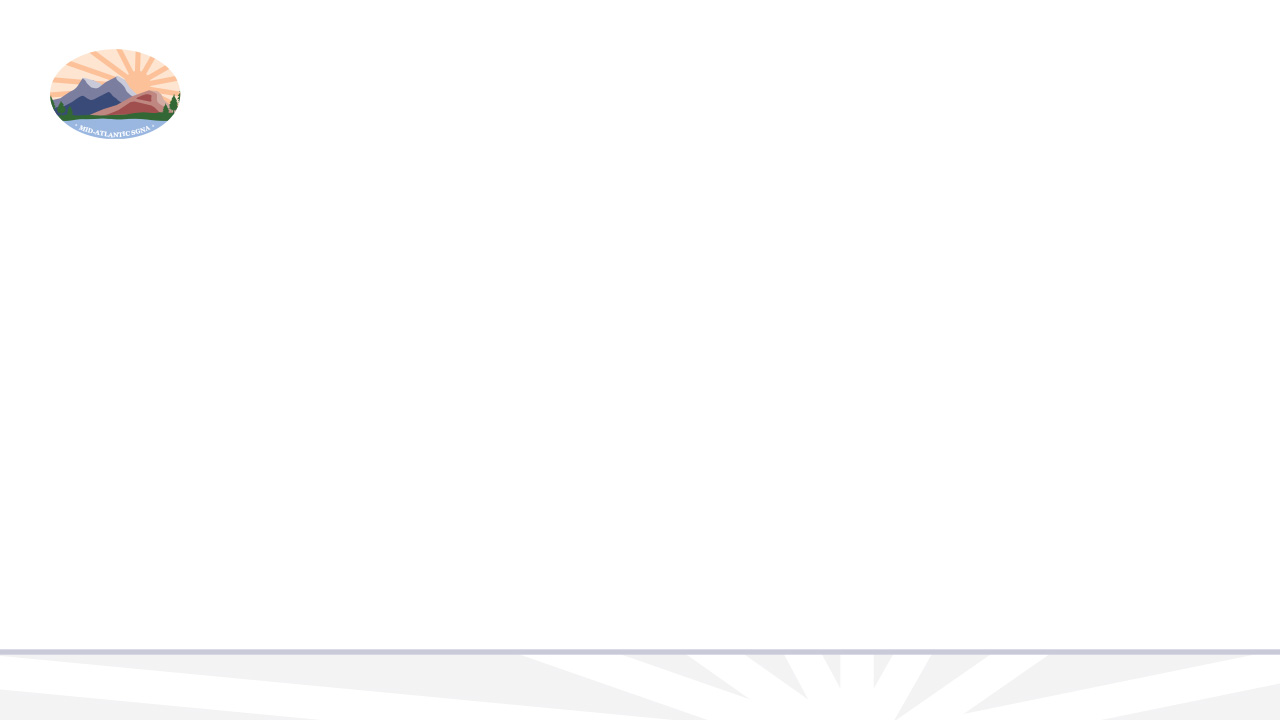 • MID-ATLANTIC SGNA •